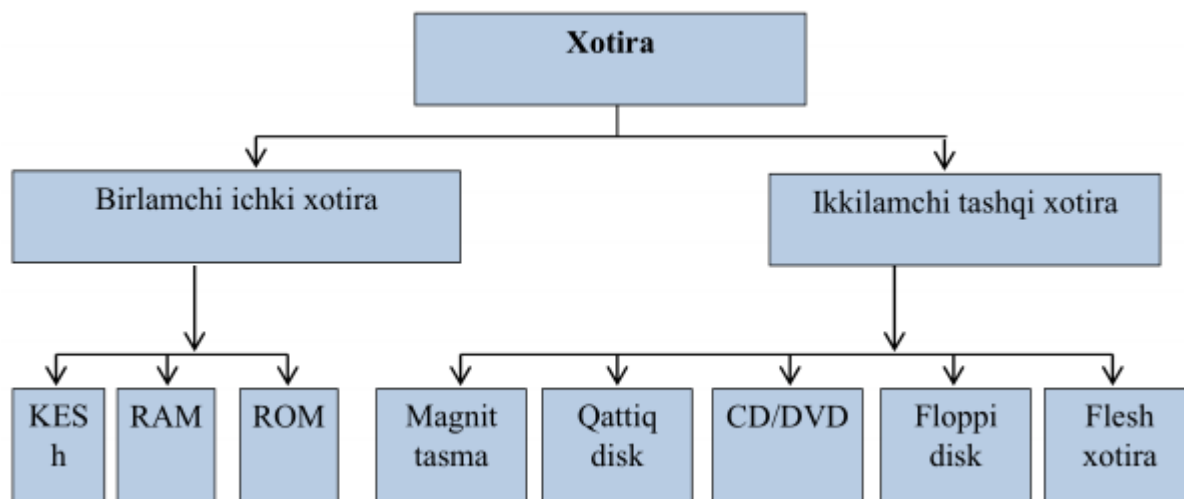 Xotira
Birlamchi ichki xotira
Ikkilamchi tashqi xotira
KES
h
RAM
ROM
Magnit
tasma
Qattiq
disk
CD/DVD
Floppi
disk
Flesh
xotira